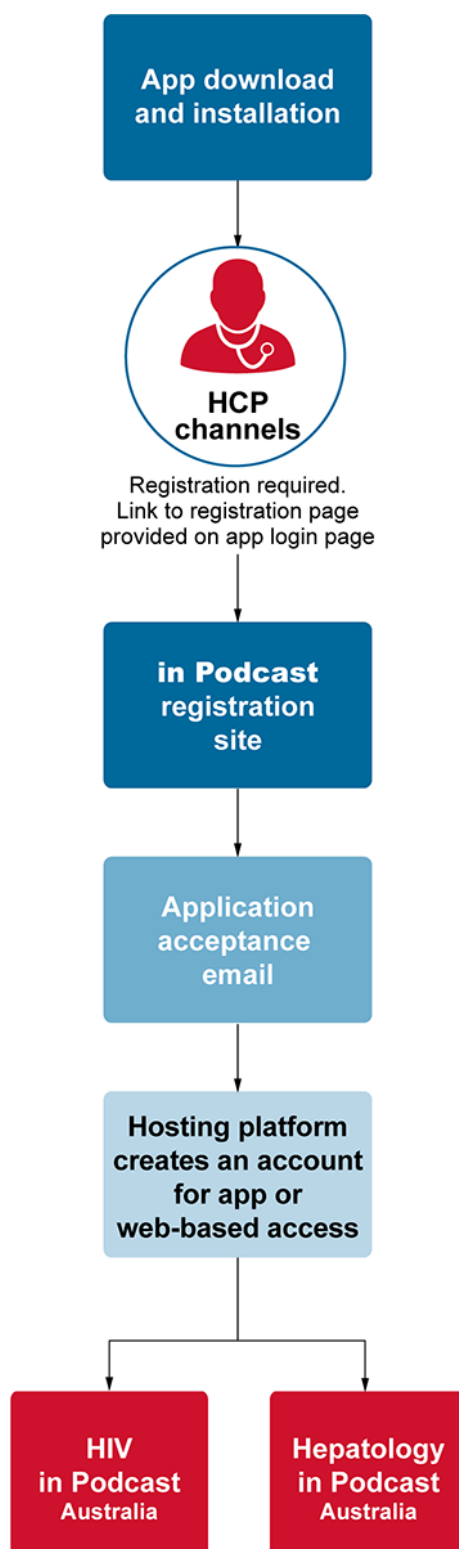 App download
and installation
HCP
channels
Registration required.
Link to registration page
provided on app login page
in Podcast
registration
site
Application
acceptance
email
Hosting platform
creates an account
for app or
web-based access
HIV
in Podcast
Australia
Hepatology
in Podcast
Australia